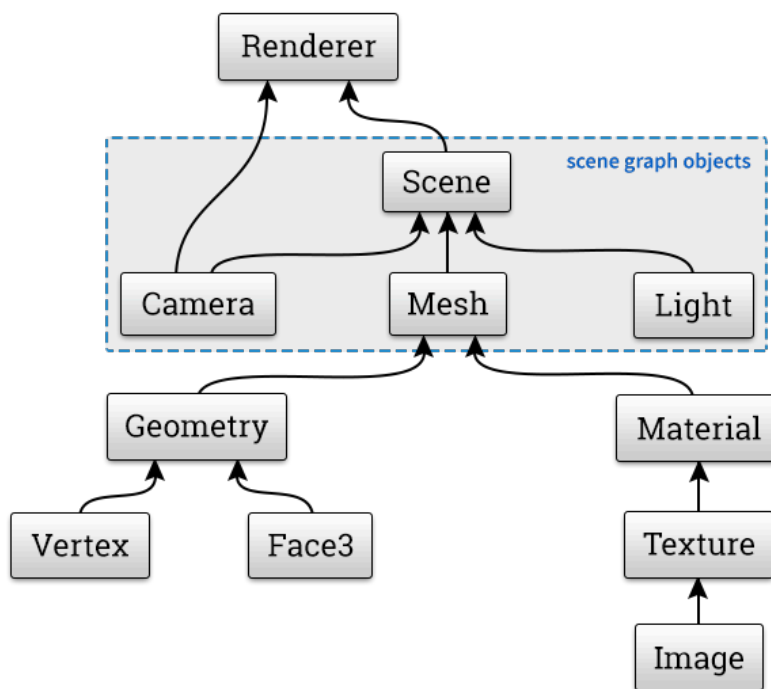 Renderer
scene graph objects
Scene
Camera
Mesh
Light
Geometry
Material
Vertex
Face3
Texture
Image